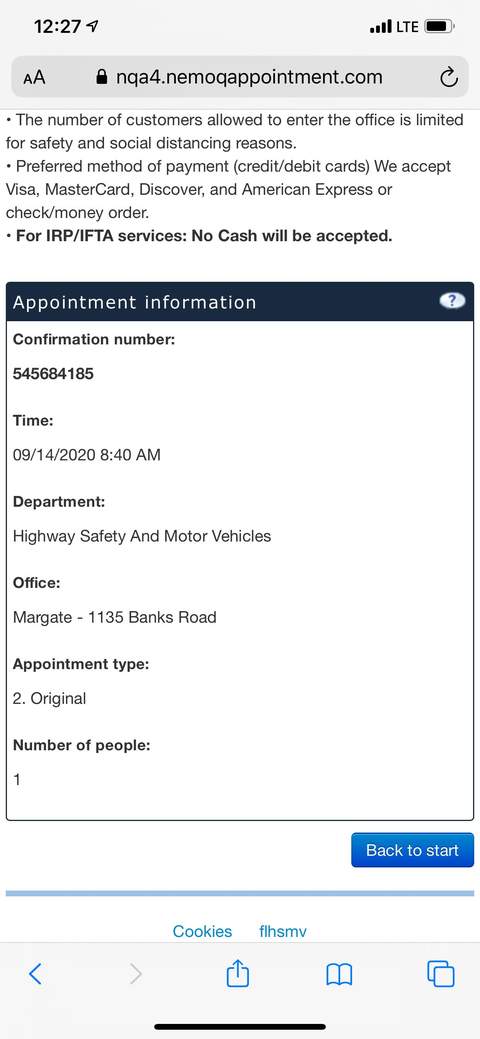 12:27
LTE
AA
nqa4.nemoqappointment.com
• The number of customers allowed to enter the office is limited
for safety and social distancing reasons.
• Preferred method of payment (credit/debit cards) We accept
Visa, MasterCard, Discover, and American Express or
check/money order.
• For IRP/IFTA services: No Cash will be accepted.
Appointment information
?
Confirmation number:
545684185
Time:
09/14/2020 8:40 AM
Department:
Highway Safety And Motor Vehicles
Office:
Margate - 1135 Banks Road
Appointment type:
2. Original
Number of people:
1
Back to start
Cookies flhsmv